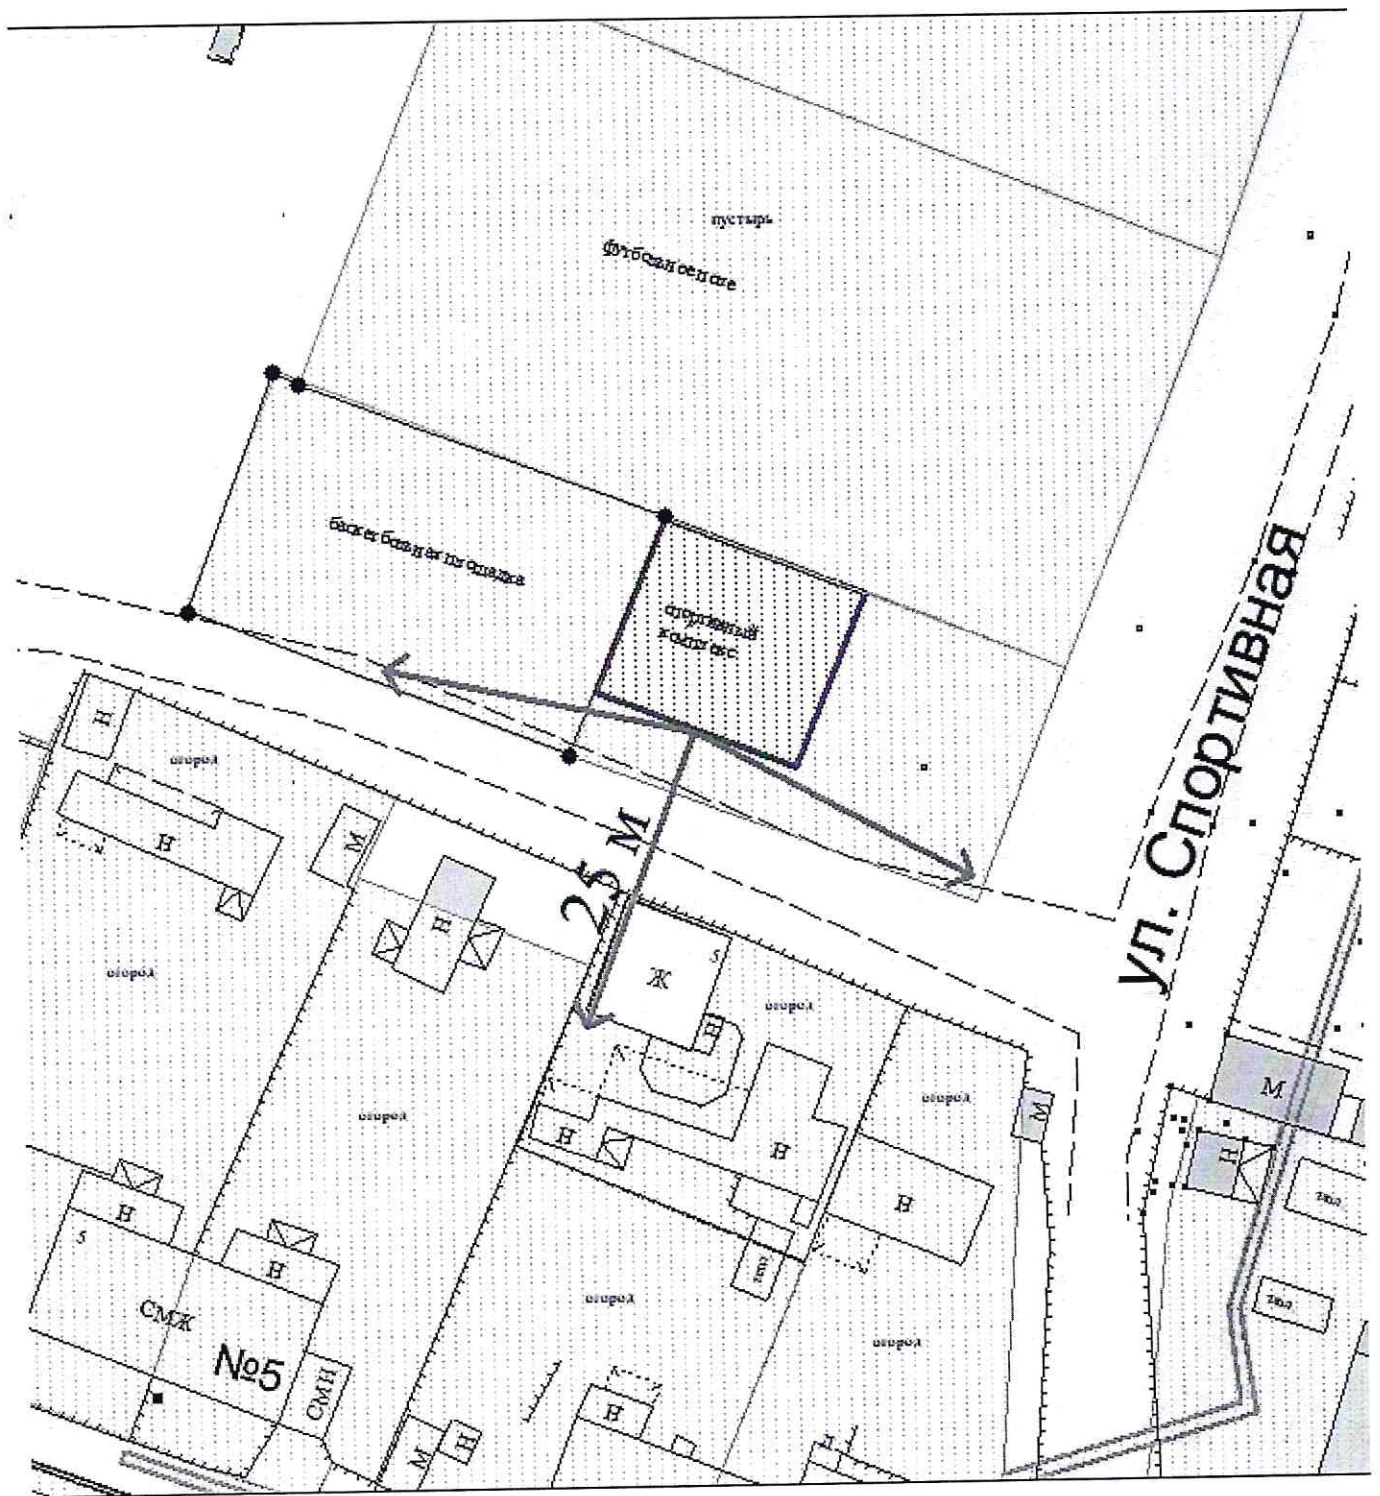 пустырь
футбольное поле
баскетбольная площадка
спортивный
комплекс
ул. Спортивная
25 М
Н
огород
Н
М
Н
огород
Ж
5
Н
огород
огород
огород
М
М
Н
Н
Н
Н
Н
5
Н
СМЖ
№5
СМН
огород
огород
Н
М
Н